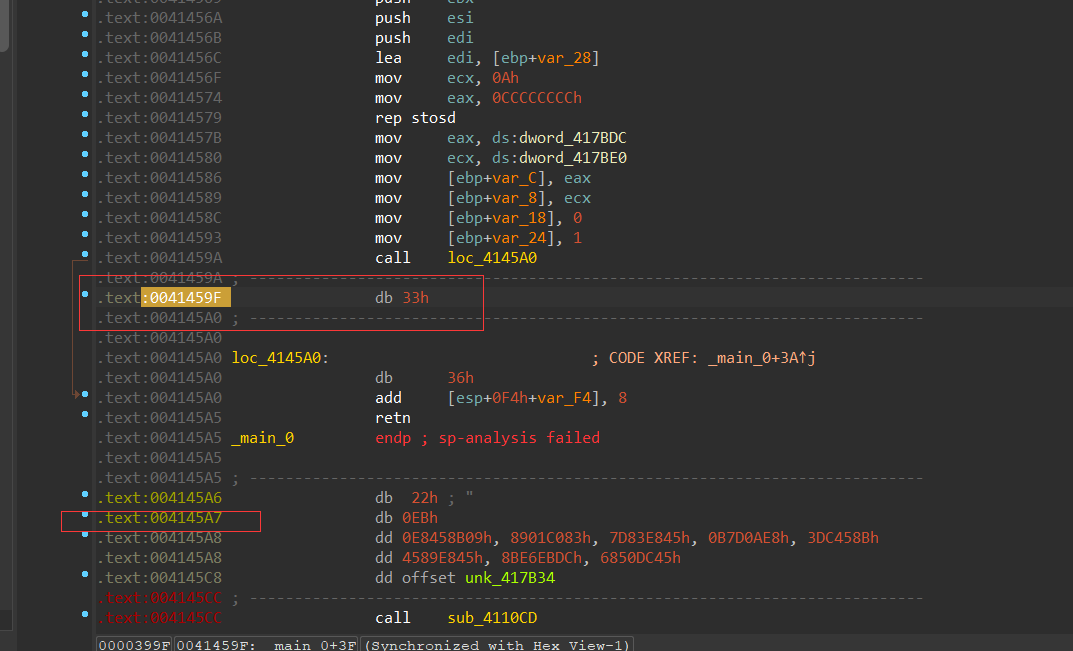 push ebx
.text:0041456A push esi
.text:0041456B push edi
.text:0041456C lea edi, [ebp+var_28]
.text:0041456F mov ecx, 0Ah
.text:00414574 mov eax, 0CCCCCCCCh
.text:00414579 rep stosd
.text:0041457B mov eax, ds:dword_417BDC
.text:00414580 mov ecx, ds:dword_417BE0
.text:00414586 mov [ebp+var_C], eax
.text:00414589 mov [ebp+var_8], ecx
.text:0041458C mov [ebp+var_18], 0
.text:00414593 mov [ebp+var_24], 1
.text:0041459A call loc_4145A0
.text:0041459A ; ---------------------------------------------------------------------------
.text:0041459F db 33h
.text:004145A0 ; ---------------------------------------------------------------------------
.text:004145A0
.text:004145A0 loc_4145A0: ; CODE XREF: _main_0+3A↑j
.text:004145A0 db 36h
.text:004145A0 add [esp+0F4h+var_F4], 8
.text:004145A5 retn
.text:004145A5 _main_0 endp ; sp-analysis failed
.text:004145A5
.text:004145A5 ; ---------------------------------------------------------------------------
.text:004145A6 db 22h ; "
.text:004145A7 db 0EBh
.text:004145A8 dd 0E8458B09h, 8901C083h, 7D83E845h, 0B7D0AE8h, 3DC458Bh
.text:004145A8 dd 4589E845h, 8BE6EBDCh, 6850DC45h
.text:004145C8 dd offset unk_417B34
.text:004145CC ; ---------------------------------------------------------------------------
.text:004145CC call sub_4110CD
0000399F 0041459F: _main_0+3F (Synchronized with Hex View-1)